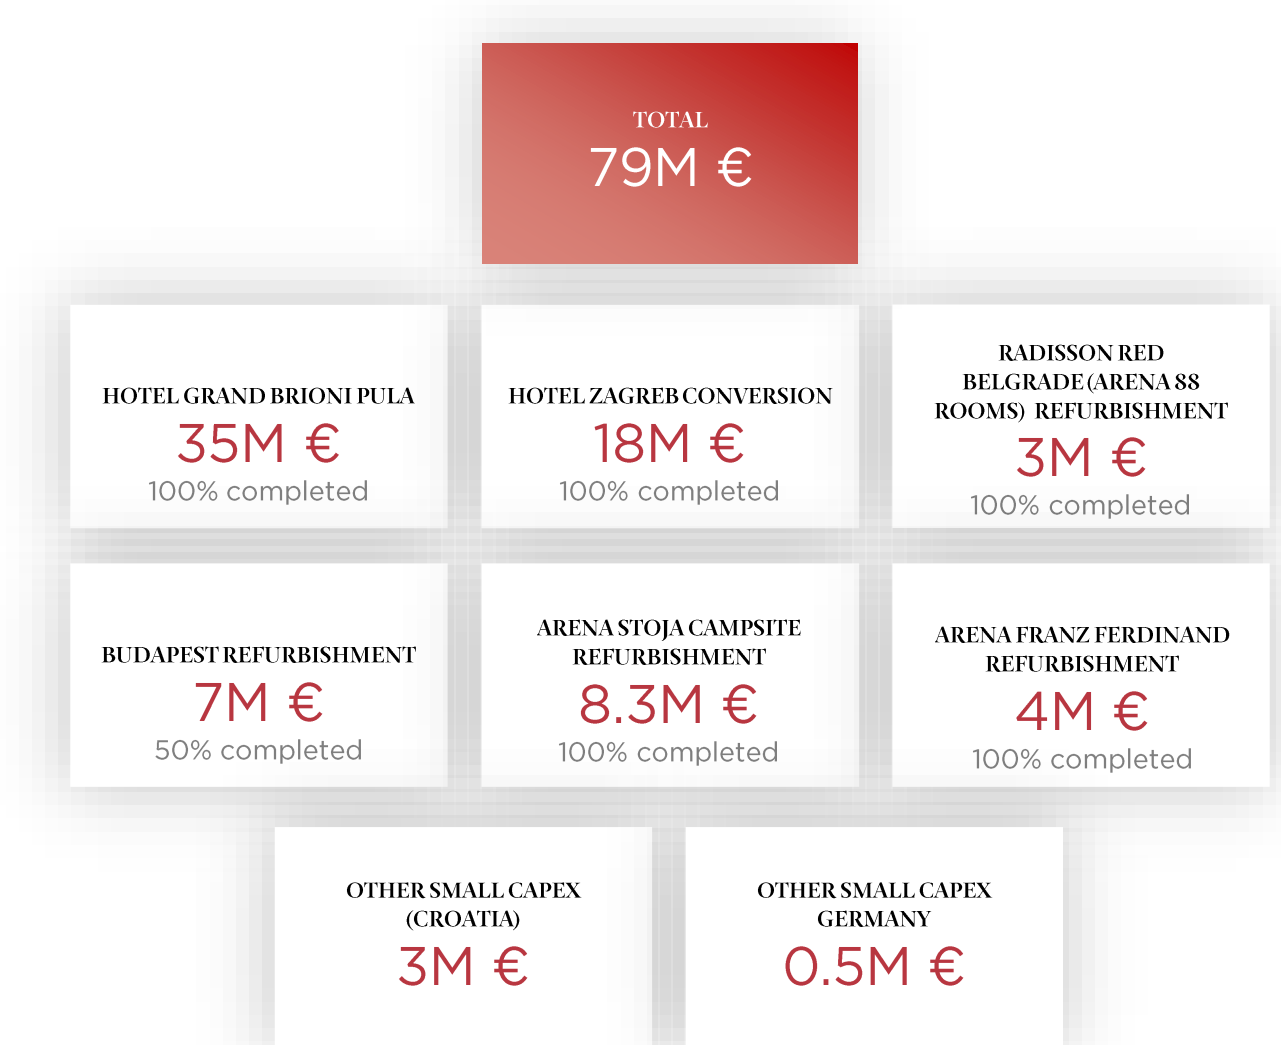 TOTAL
79M €
HOTEL GRAND BRIONI PULA
35M €
100% completed
HOTEL ZAGREB CONVERSION
18M €
100% completed
RADISSON RED
BELGRADE (ARENA 88
ROOMS) REFURBISHMENT
3M €
100% completed
BUDAPEST REFURBISHMENT
7M €
50% completed
ARENA STOJA CAMPSITE
REFURBISHMENT
8.3M €
100% completed
ARENA FRANZ FERDINAND
REFURBISHMENT
4M €
100% completed
OTHER SMALL CAPEX
(CROATIA)
3M €
OTHER SMALL CAPEX
GERMANY
0.5M €